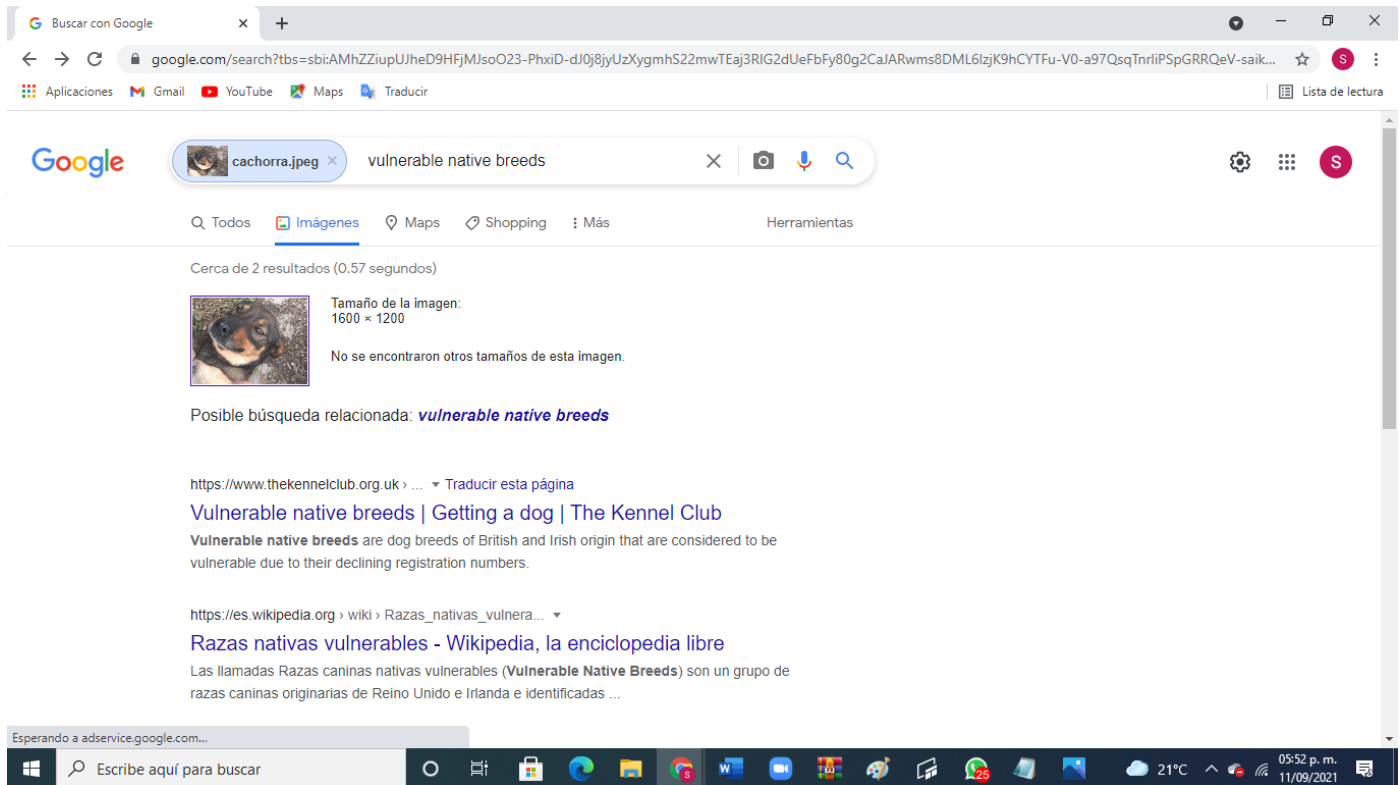 Buscar con Google
google.com/search?tbs=sbi:AMhZZiupUJheD9HFjMJsoO23-PhxiD-dJ0j8jyUzXygmhS22mwTEaj3RlG2dUeFbFy80g2CaJARwms8DML6IzjK9hCYTFu-V0-a97QsqTnrliPSpGRRQeV-saik...
S
Aplicaciones Gmail YouTube Maps Traducir Lista de lectura
Google cachorra.jpeg vulnerable native breeds S
Todos Imágenes Maps Shopping Más Herramientas
Cerca de 2 resultados (0.57 segundos)
Tamaño de la imagen:
1600 × 1200
No se encontraron otros tamaños de esta imagen.
Posible búsqueda relacionada: vulnerable native breeds
https://www.thekennelclub.org.uk › ... Traducir esta página
Vulnerable native breeds | Getting a dog | The Kennel Club
Vulnerable native breeds are dog breeds of British and Irish origin that are considered to be
vulnerable due to their declining registration numbers.
https://es.wikipedia.org › wiki › Razas_nativas_vulnera...
Razas nativas vulnerables - Wikipedia, la enciclopedia libre
Las llamadas Razas caninas nativas vulnerables (Vulnerable Native Breeds) son un grupo de
razas caninas originarias de Reino Unido e Irlanda e identificadas ...
Esperando a adservice.google.com...
Escribe aquí para buscar
25
21°C
05:52 p. m.
11/09/2021